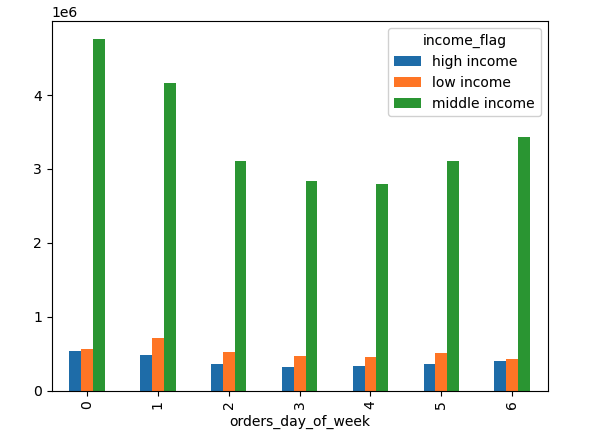 1e6
income_flag
high income
low income
middle income
4
3
2
1
0
0 1 2 3 4 5 6
orders_day_of_week